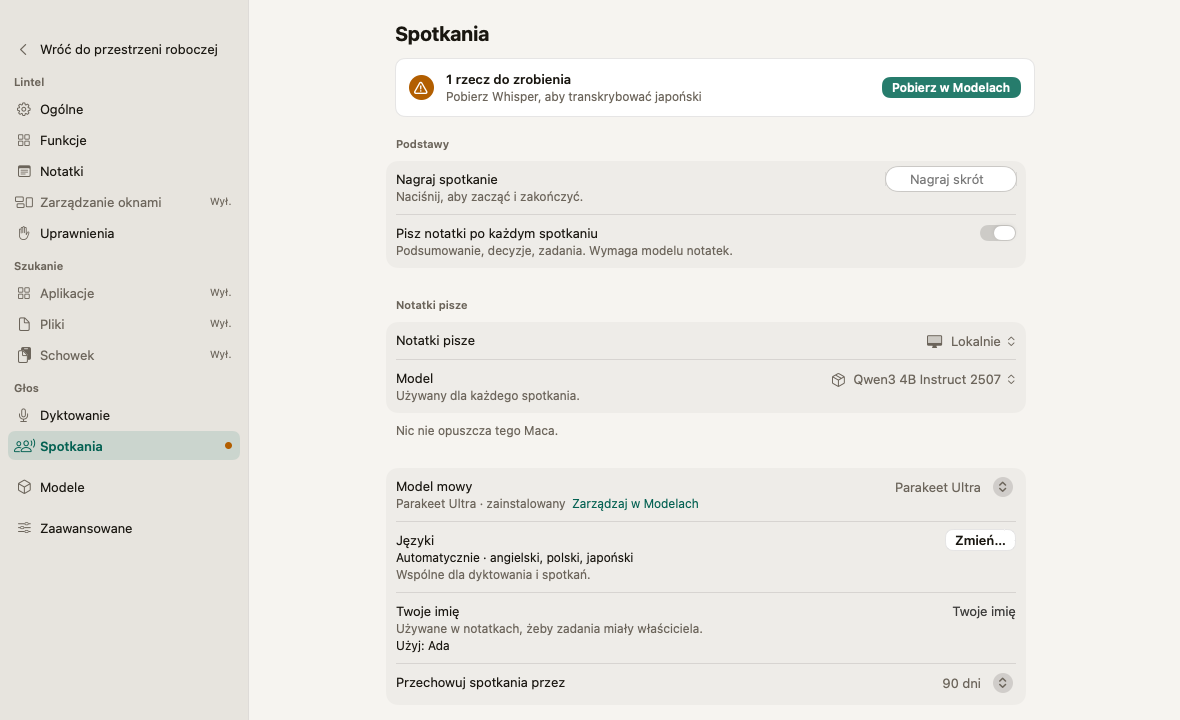 Wróć do przestrzeni roboczej
Lintel
Ogólne
Funkcje
Notatki
Zarządzanie oknami Wył.
Uprawnienia
Szukanie
Aplikacje Wył.
Pliki Wył.
Schowek Wył.
Głos
Dyktowanie
Spotkania
Modele
Zaawansowane
Spotkania
1 rzecz do zrobienia
Pobierz Whisper, aby transkrybować japoński
Pobierz w Modelach
Podstawy
Nagraj spotkanie
Naciśnij, aby zacząć i zakończyć.
Nagraj skrót
Pisz notatki po każdym spotkaniu
Podsumowanie, decyzje, zadania. Wymaga modelu notatek.
Notatki pisze
Notatki pisze
Lokalnie
Model
Używany dla każdego spotkania.
Qwen3 4B Instruct 2507
Nic nie opuszcza tego Maca.
Model mowy
Parakeet Ultra · zainstalowany Zarządzaj w Modelach
Parakeet Ultra
Języki
Automatycznie · angielski, polski, japoński
Wspólne dla dyktowania i spotkań.
Zmień...
Twoje imię
Używane w notatkach, żeby zadania miały właściciela.
Użyj: Ada
Twoje imię
Przechowuj spotkania przez
90 dni